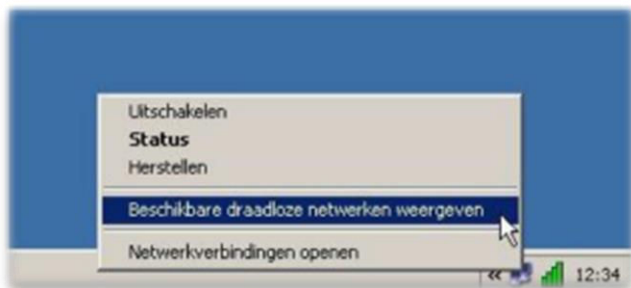 Uitschakelen
Status
Herstellen
Beschikbare draadloze netwerken weergeven
Netwerkverbindingen openen
« 12:34